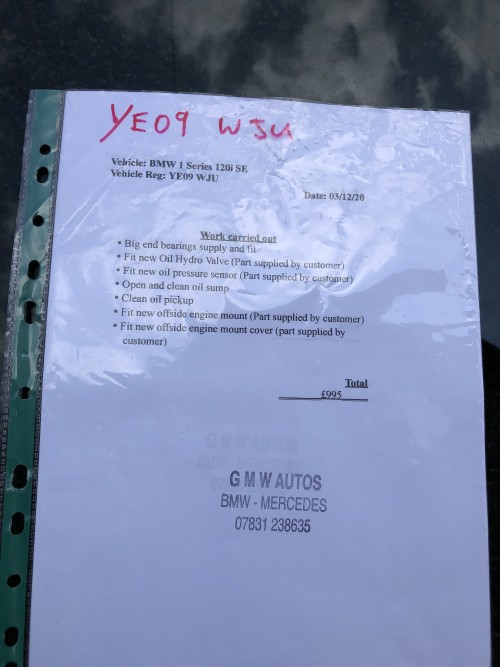 YE09 WJU
Vehicle: BMW 1 Series 120i SE
Vehicle Reg: YE09 WJU
Date: 03/12/20
Work carried out
• Big end bearings supply and fit
• Fit new Oil Hydro Valve (Part supplied by customer)
• Fit new oil pressure sensor (Part supplied by customer)
• Open and clean oil sump
• Clean oil pickup
• Fit new offside engine mount (Part supplied by customer)
• Fit new offside engine mount cover (part supplied by
customer)
Total
£995
G M W AUTOS
G M W AUTOS
BMW - MERCEDES
07831 238635